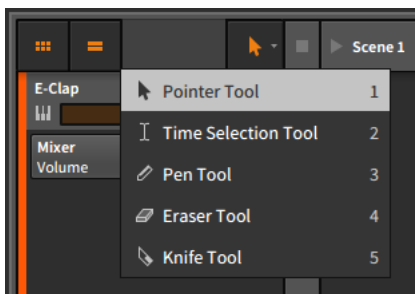 Scene 1
E-Clap
Mixer
Volume
Pointer Tool 1
Time Selection Tool 2
Pen Tool 3
Eraser Tool 4
Knife Tool 5